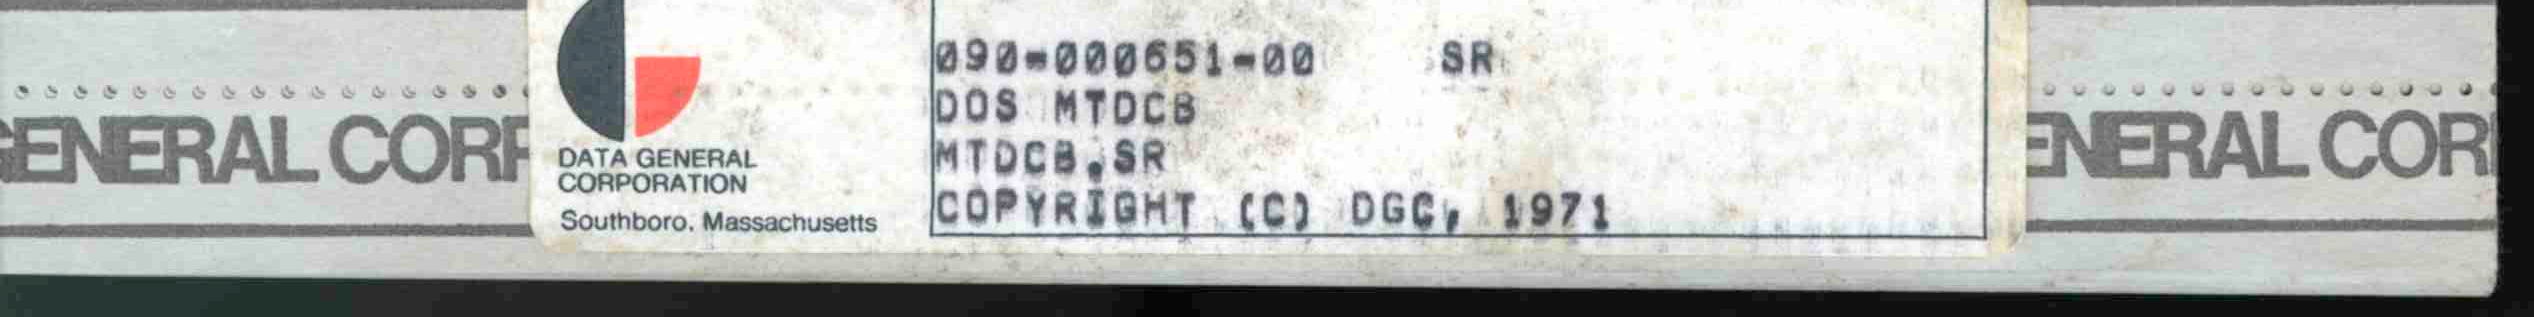 GENERAL CORP
DATA GENERAL
CORPORATION
Southboro, Massachusetts
090-000651-00 SR
DOS MTDCB
MTDCB.SR
COPYRIGHT (C) DGC, 1971
ENERAL COR